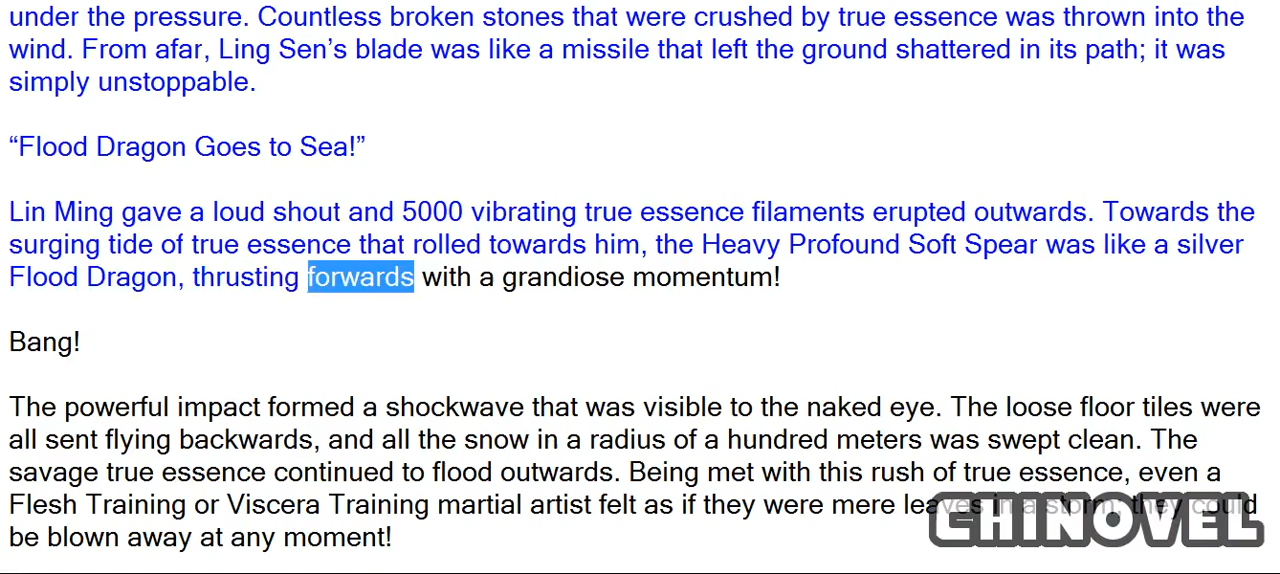 under the pressure. Countless broken stones that were crushed by true essence was thrown into the
wind. From afar, Ling Sen’s blade was like a missile that left the ground shattered in its path; it was
simply unstoppable.
“Flood Dragon Goes to Sea!”
Lin Ming gave a loud shout and 5000 vibrating true essence filaments erupted outwards. Towards the
surging tide of true essence that rolled towards him, the Heavy Profound Soft Spear was like a silver
Flood Dragon, thrusting forwards with a grandiose momentum!
Bang!
The powerful impact formed a shockwave that was visible to the naked eye. The loose floor tiles were
all sent flying backwards, and all the snow in a radius of a hundred meters was swept clean. The
savage true essence continued to flood outwards. Being met with this rush of true essence, even a
Flesh Training or Viscera Training martial artist felt as if they were mere leaves in a storm, they could
be blown away at any moment!
CHINOVEL